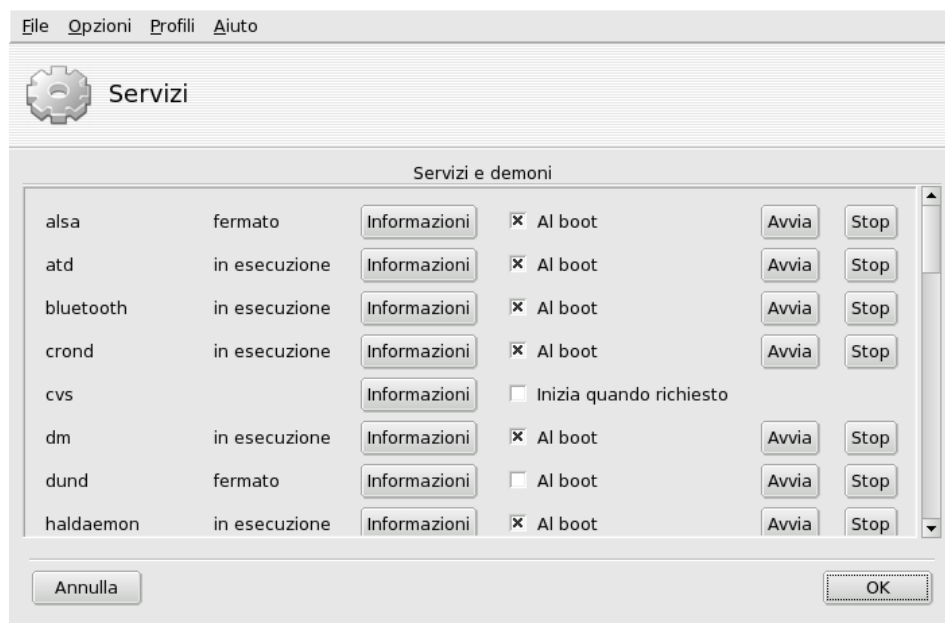 File Opzioni Profili Aiuto
Servizi
Servizi e demoni
alsa fermato Informazioni Al boot Avvia Stop
atd in esecuzione Informazioni Al boot Avvia Stop
bluetooth in esecuzione Informazioni Al boot Avvia Stop
crond in esecuzione Informazioni Al boot Avvia Stop
cvs Informazioni Inizia quando richiesto
dm in esecuzione Informazioni Al boot Avvia Stop
dund fermato Informazioni Al boot Avvia Stop
haldaemon in esecuzione Informazioni Al boot Avvia Stop
Annulla OK